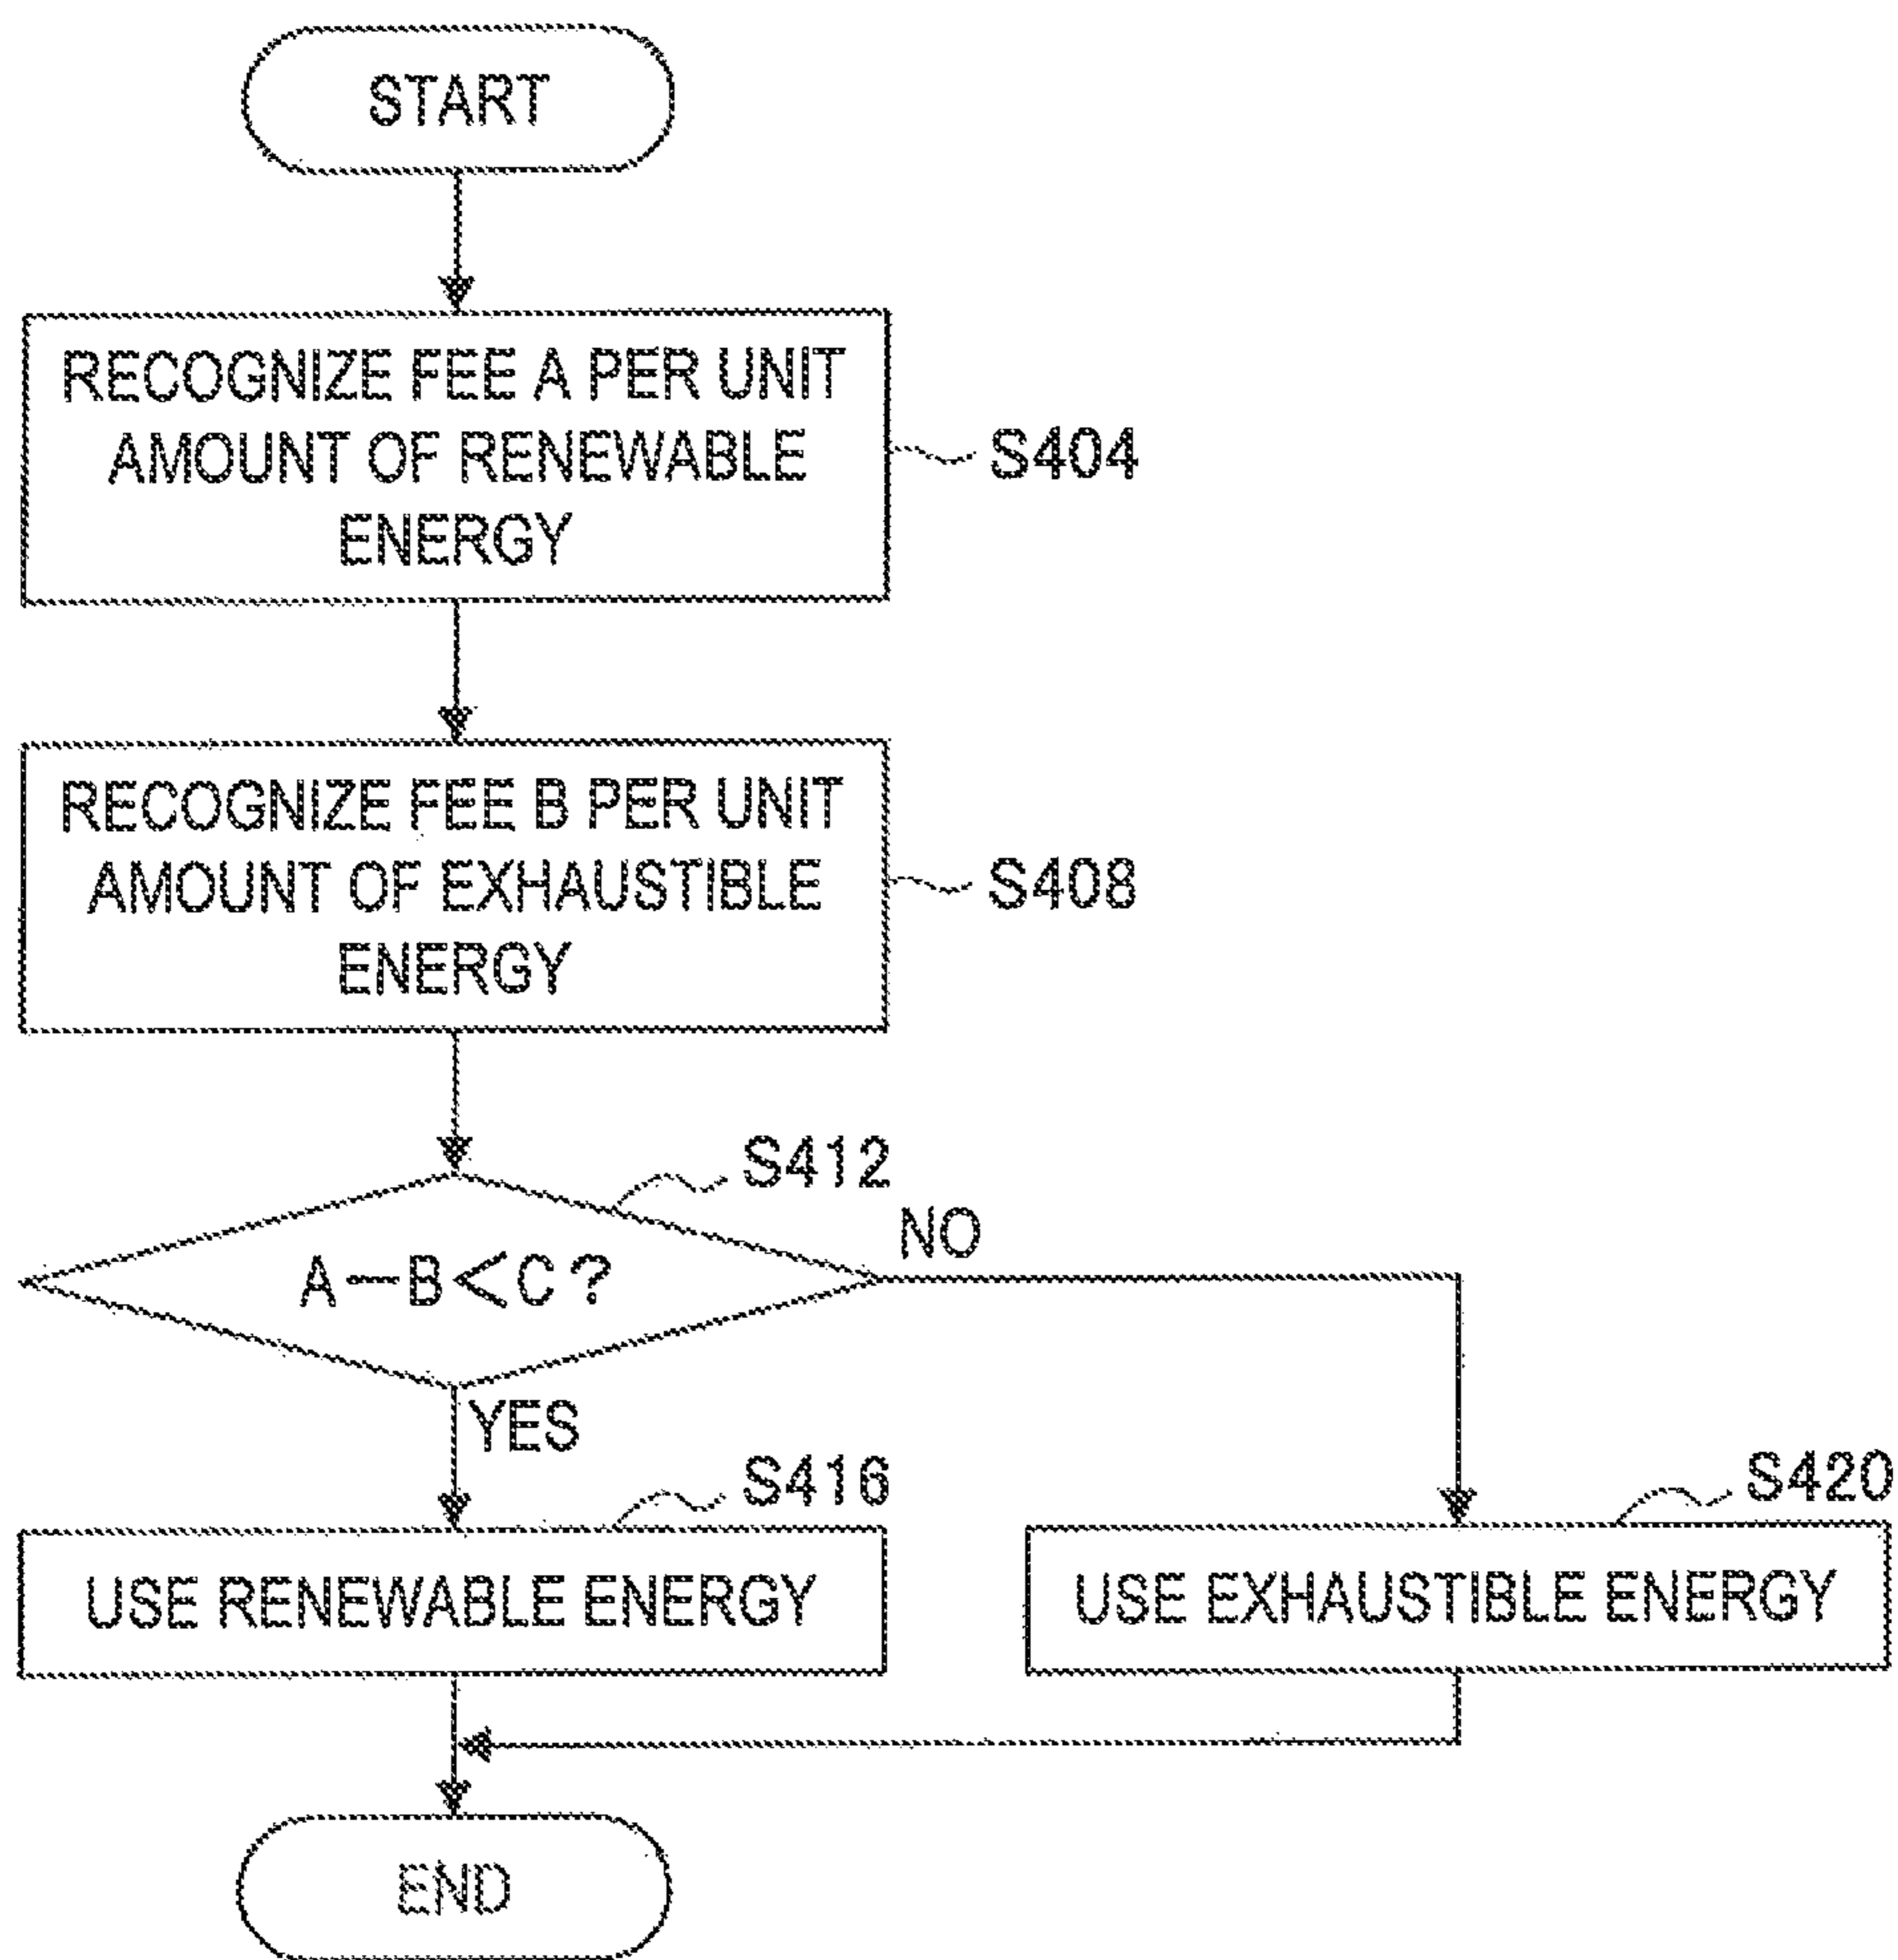 START
RECOGNIZE FEE A PER UNIT
AMOUNT OF RENEWABLE
ENERGY
S404
RECOGNIZE FEE B PER UNIT
AMOUNT OF EXHAUSTIBLE
ENERGY
S408
S412
A-B<C?
NO
YES
S416
USE RENEWABLE ENERGY
S420
USE EXHAUSTIBLE ENERGY
END